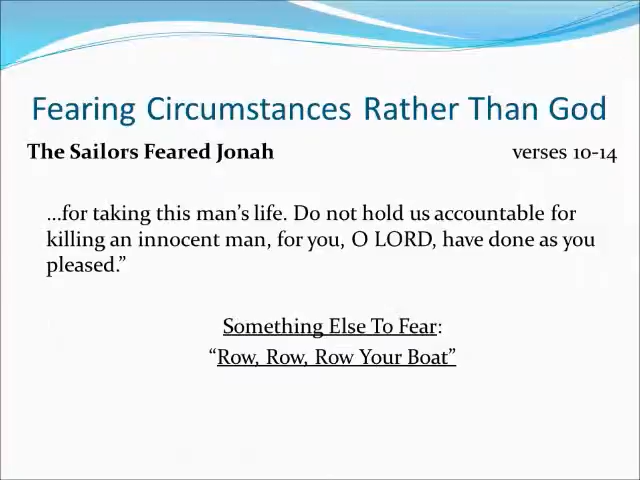 Fearing Circumstances Rather Than God
The Sailors Feared Jonah verses 10-14
...for taking this man's life. Do not hold us accountable for
killing an innocent man, for you, O LORD, have done as you
pleased.”
Something Else To Fear:
“Row, Row, Row Your Boat”